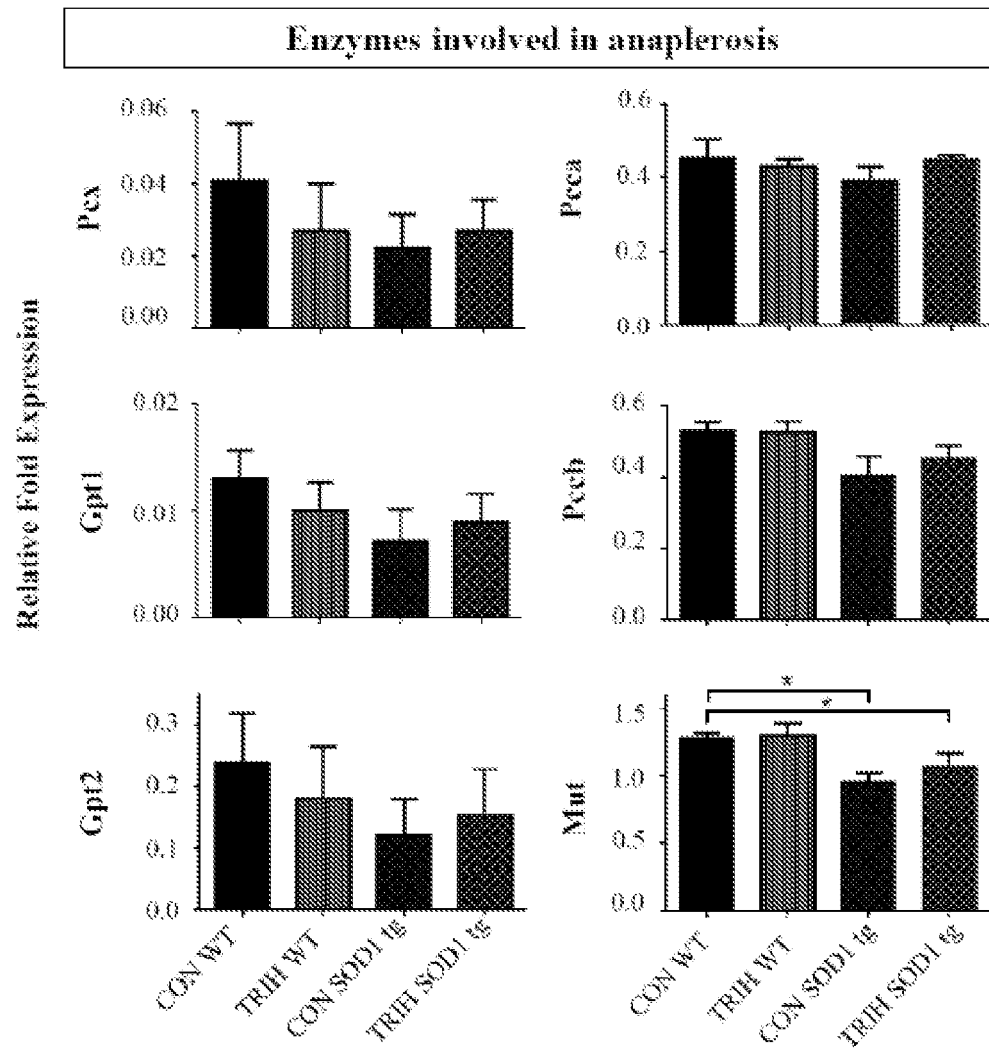 Enzymes involved in anaplerosis
Relative Fold Expression
Pcx
0.06
0.04
0.02
0.00
Pcca
0.6
0.4
0.2
0.0
Gpt1
0.02
0.01
0.00
Pccb
0.6
0.4
0.2
0.0
Gpt2
0.3
0.2
0.1
0.0
Mut
1.5
1.0
0.5
0.0
*
*
CON WT
TRIH WT
CON SOD1 tg
TRIH SOD1 tg
CON WT
TRIH WT
CON SOD1 tg
TRIH SOD1 tg